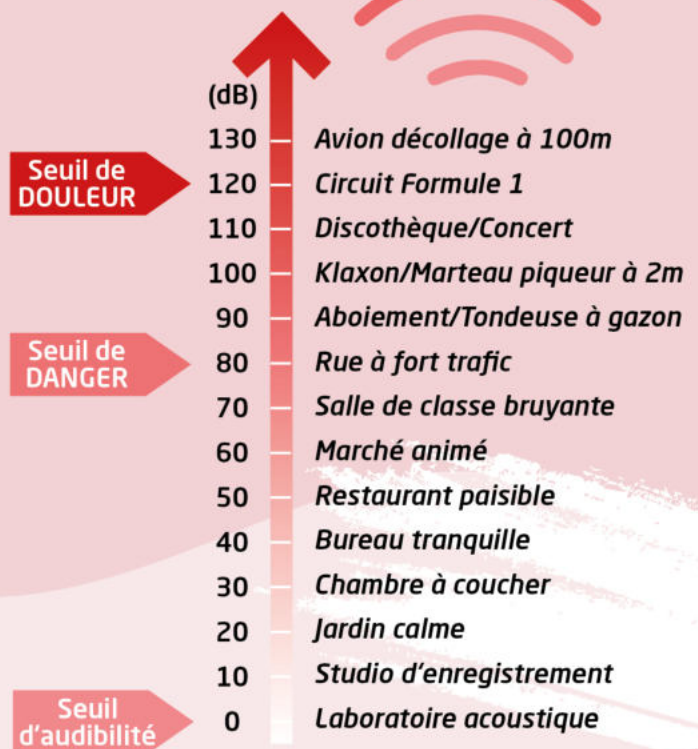 (dB)
130 Avion décollage à 100m
Seuil de
DOULEUR
120 Circuit Formule 1
110 Discothèque/Concert
100 Klaxon/Marteau piqueur à 2m
90 Aboiement/Tondeuse à gazon
Seuil de
DANGER
80 Rue à fort trafic
70 Salle de classe bruyante
60 Marché animé
50 Restaurant paisible
40 Bureau tranquille
30 Chambre à coucher
20 Jardin calme
10 Studio d'enregistrement
Seuil
d'audibilité
0 Laboratoire acoustique